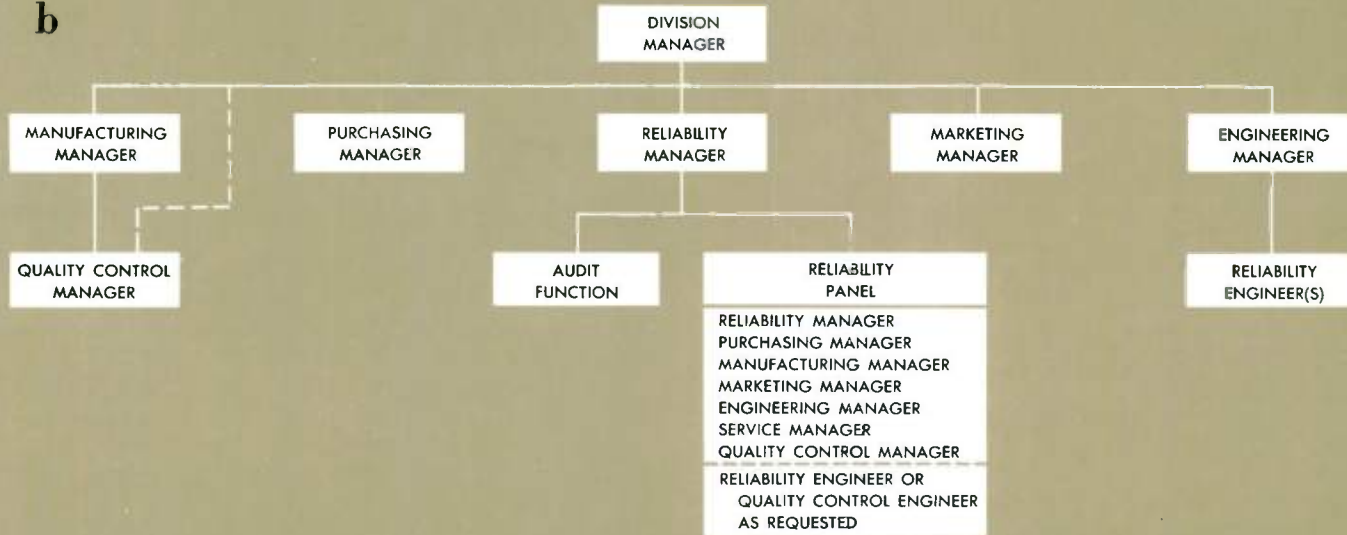 b
DIVISION
MANAGER
MANUFACTURING
MANAGER
PURCHASING
MANAGER
RELIABILITY
MANAGER
MARKETING
MANAGER
ENGINEERING
MANAGER
QUALITY CONTROL
MANAGER
AUDIT
FUNCTION
RELIABILITY
PANEL
RELIABILITY MANAGER
PURCHASING MANAGER
MANUFACTURING MANAGER
MARKETING MANAGER
ENGINEERING MANAGER
SERVICE MANAGER
QUALITY CONTROL MANAGER
RELIABILITY ENGINEER OR
QUALITY CONTROL ENGINEER
AS REQUESTED
RELIABILITY
ENGINEER(S)